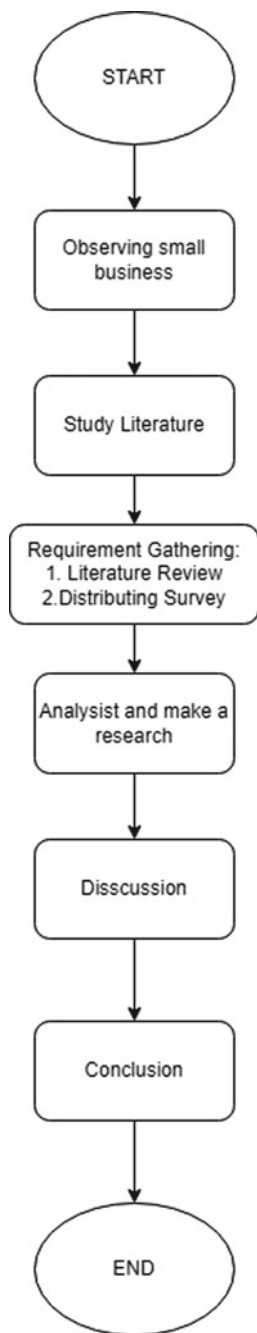 START
Observing small
business
Study Literature
Requirement Gathering:
1. Literature Review
2.Distributing Survey
Analysist and make a
research
Disscussion
Conclusion
END